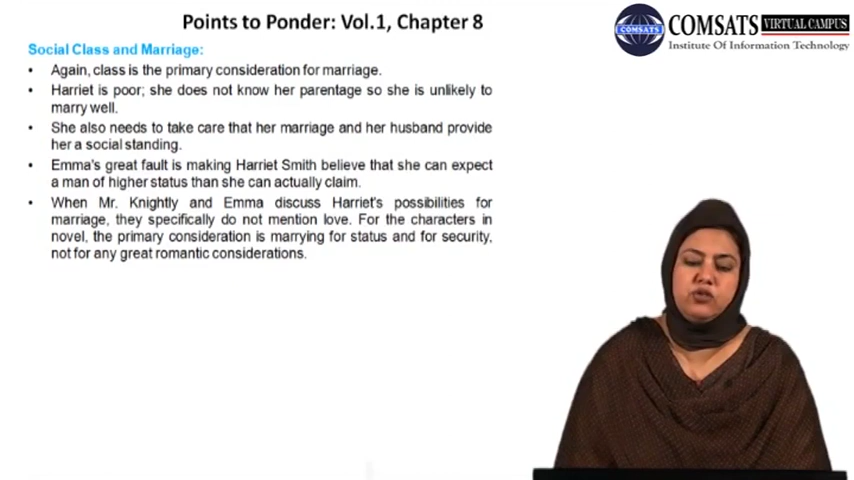 Points to Ponder: Vol.1, Chapter 8
COMSATS
COMSATS VIRTUAL CAMPUS
Institute Of Information Technology
Social Class and Marriage:
• Again, class is the primary consideration for marriage.
• Harriet is poor; she does not know her parentage so she is unlikely to
marry well.
• She also needs to take care that her marriage and her husband provide
her a social standing.
• Emma's great fault is making Harriet Smith believe that she can expect
a man of higher status than she can actually claim.
• When Mr. Knightly and Emma discuss Harriet's possibilities for
marriage, they specifically do not mention love. For the characters in
novel, the primary consideration is marrying for status and for security,
not for any great romantic considerations.